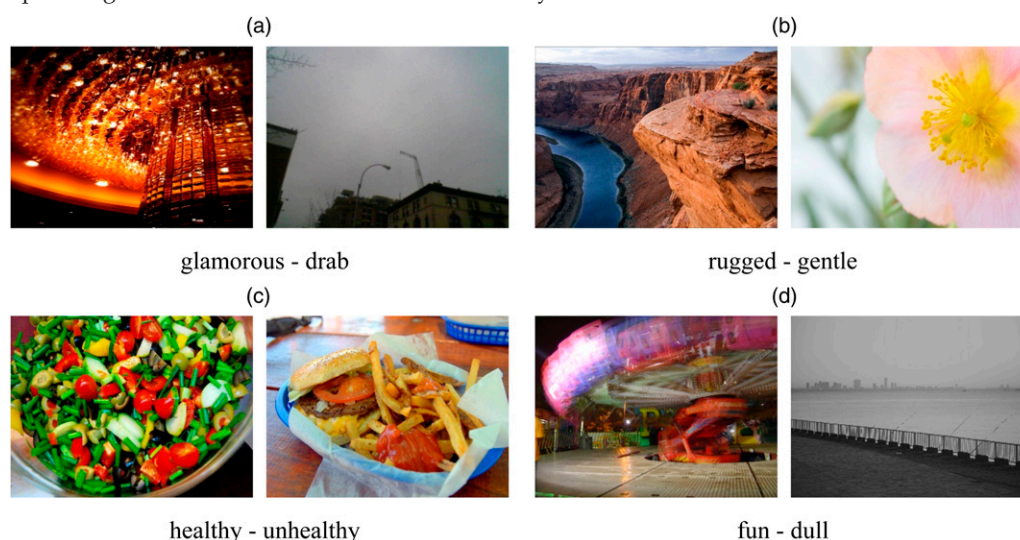 (a)
(b)
glamorous - drab
rugged - gentle
(c)
(d)
healthy - unhealthy
fun - dull